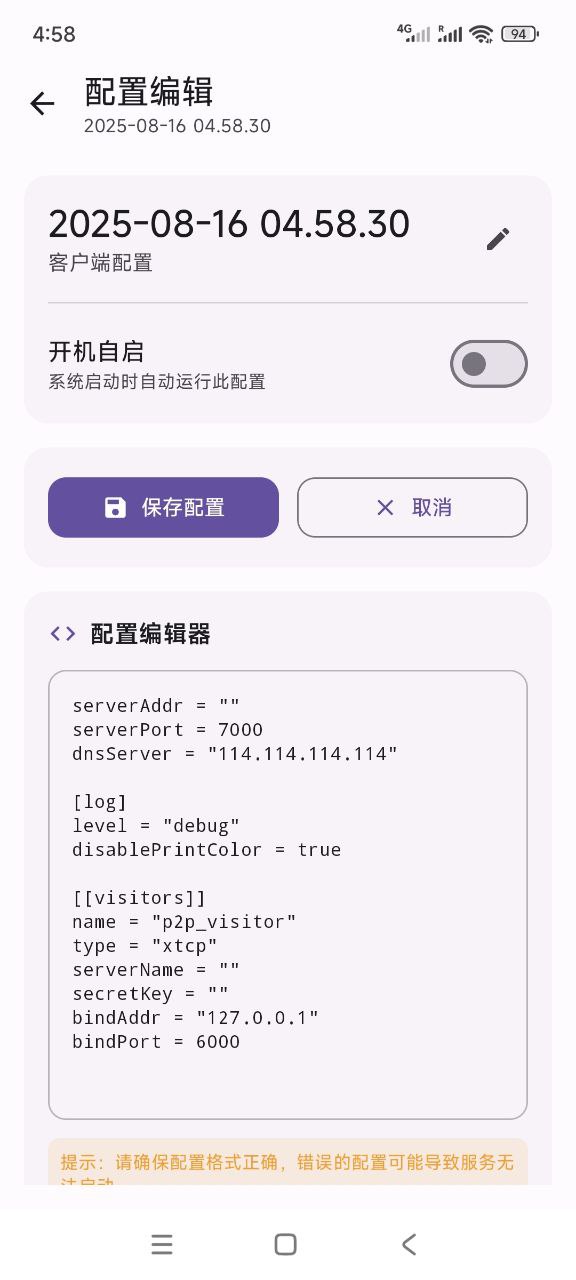 4:58
4G R 94
配置编辑
2025-08-16 04.58.30
2025-08-16 04.58.30
客户端配置
开机自启
系统启动时自动运行此配置
保存配置 取消
<> 配置编辑器
serverAddr = ""
serverPort = 7000
dnsServer = "114.114.114.114"
[log]
level = "debug"
disablePrintColor = true
[[visitors]]
name = "p2p_visitor"
type = "xtcp"
serverName = ""
secretKey = ""
bindAddr = "127.0.0.1"
bindPort = 6000
提示：请确保配置格式正确，错误的配置可能导致服务无
法启动